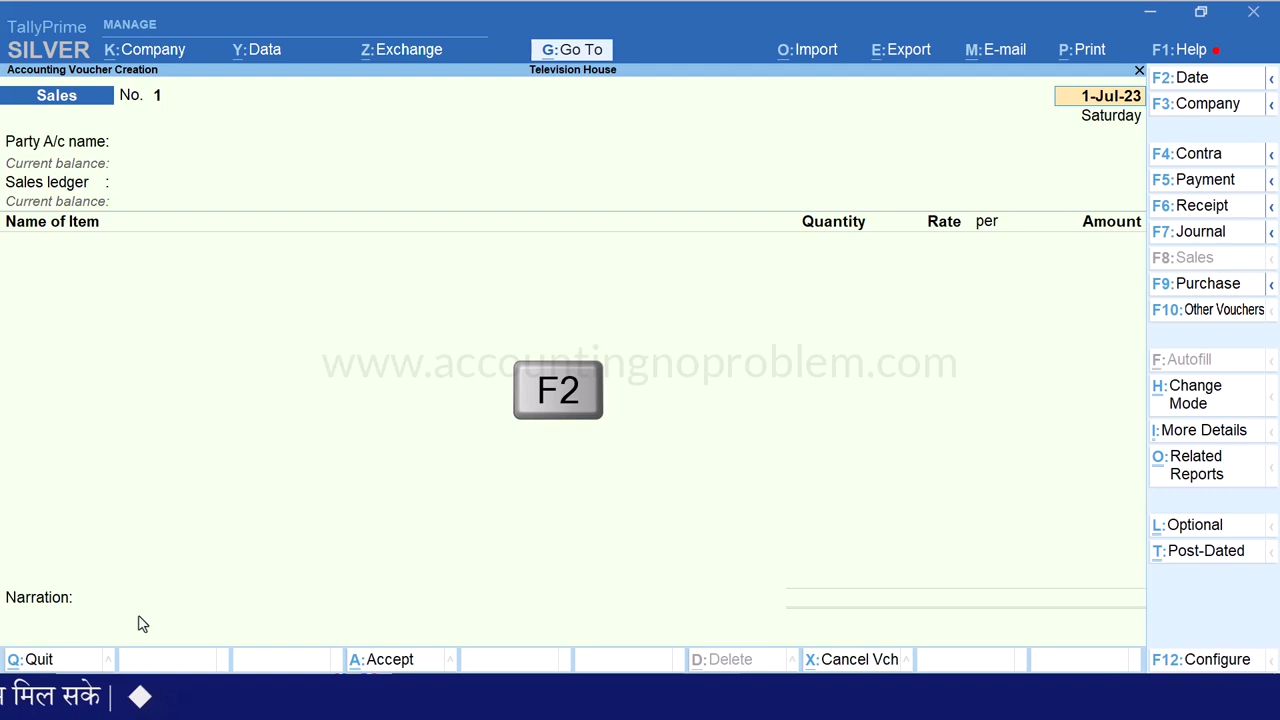 TallyPrime MANAGE
SILVER K:Company Y:Data Z:Exchange G:Go To O:Import E:Export M:E-mail P:Print F1:Help
Accounting Voucher Creation Television House
Sales No. 1 1-Jul-23
Saturday
Party A/c name:
Current balance:
Sales ledger :
Current balance:
Name of Item Quantity Rate per Amount
www.accountingnoproblem.com
F2
Narration:
Q:Quit A:Accept D:Delete X:Cancel Vch
F2:Date
F3:Company
F4:Contra
F5:Payment
F6:Receipt
F7:Journal
F8:Sales
F9:Purchase
F10:Other Vouchers
F:Autofill
H:Change
Mode
I:More Details
O:Related
Reports
L:Optional
T:Post-Dated
F12:Configure
मिल सके |